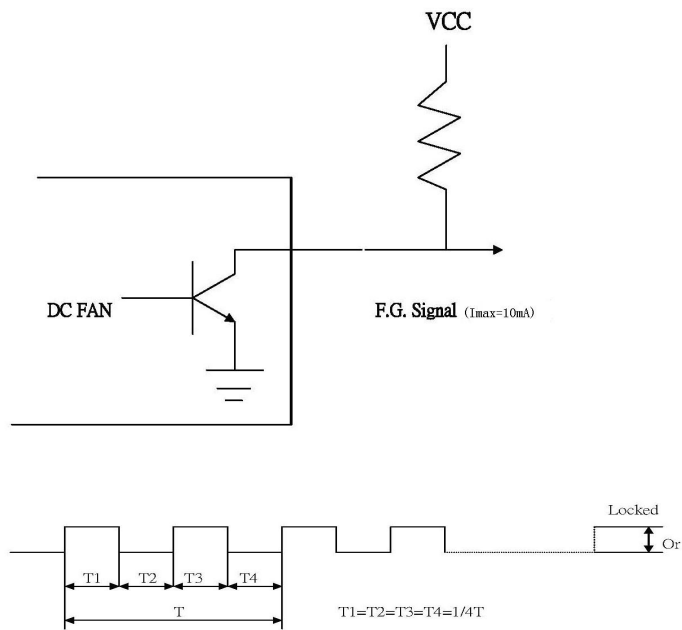 VCC
DC FAN
F.G. Signal (Imax=10mA)
Locked
Or
T1 T2 T3 T4
T
T1=T2=T3=T4=1/4T